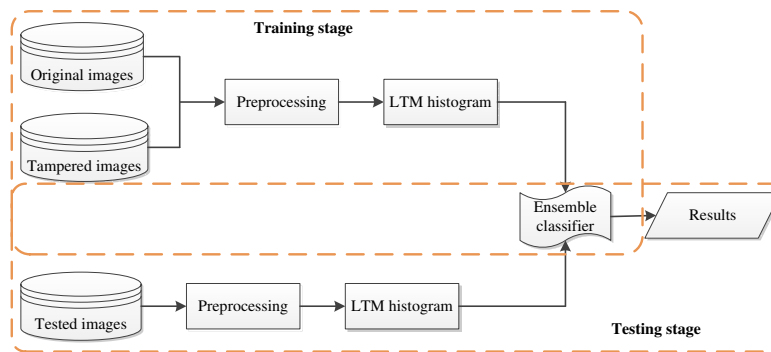 Training stage
Original images
Preprocessing
LTM histogram
Tampered images
Ensemble
classifier
Results
Tested images
Preprocessing
LTM histogram
Testing stage